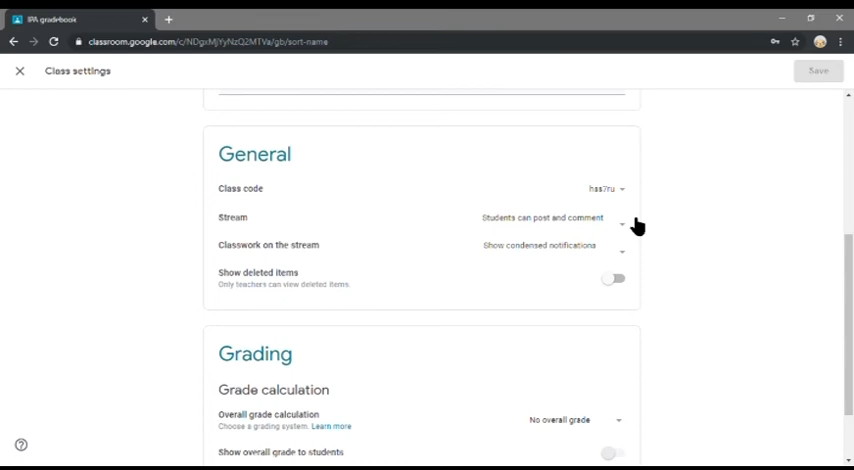 IPA gradebook
classroom.google.com/c/NDgxMjYyNzQ2MTVa/gb/sort-name
Class settings
Save
General
Class code
hss7ru
Stream
Students can post and comment
Classwork on the stream
Show condensed notifications
Show deleted items
Only teachers can view deleted items.
Grading
Grade calculation
Overall grade calculation
Choose a grading system. Learn more
No overall grade
Show overall grade to students